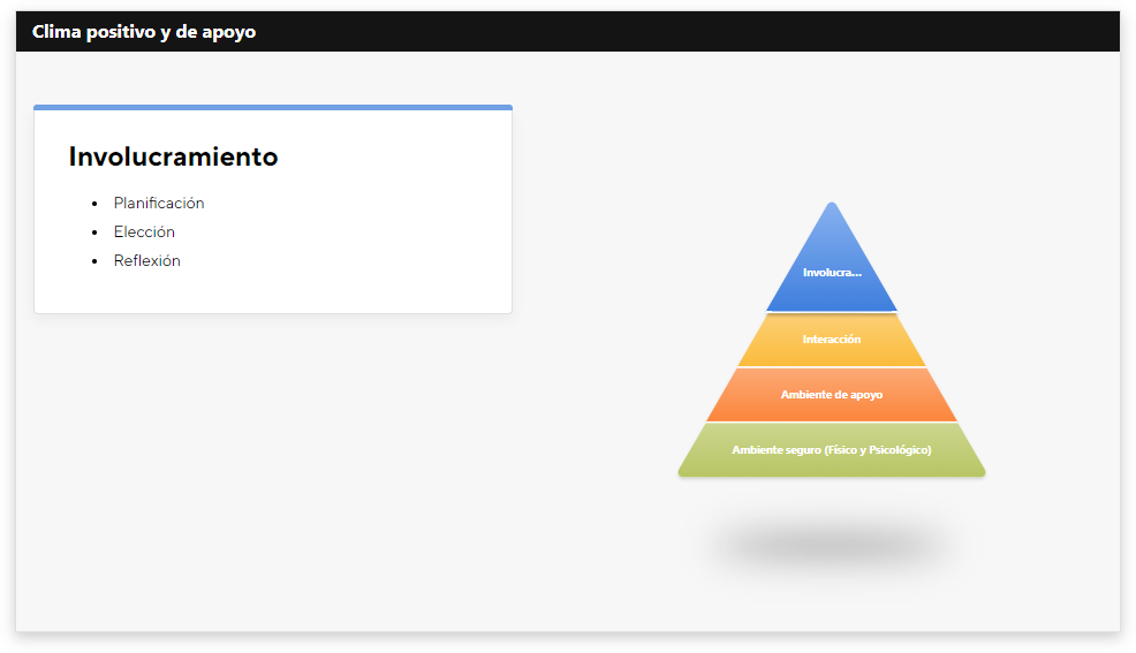 Clima positivo y de apoyo
Involucramiento
• Planificación
• Elección
• Reflexión
Involucra...
Interacción
Ambiente de apoyo
Ambiente seguro (Físico y Psicológico)